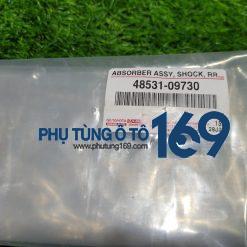 ABSORBER ASSY, SHOCK, RR
48531-09730
PHỤ TÙNG Ô TÔ 169
www.phutung169.com